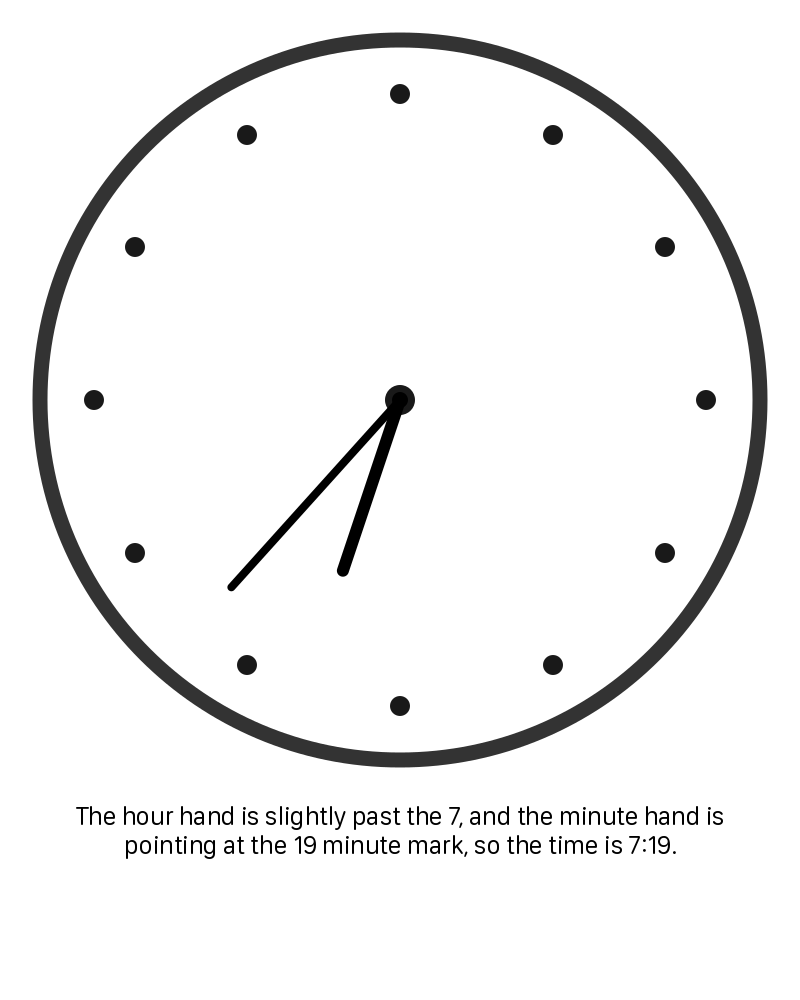 The hour hand is slightly past the 7, and the minute hand is
pointing at the 19 minute mark, so the time is 7:19.